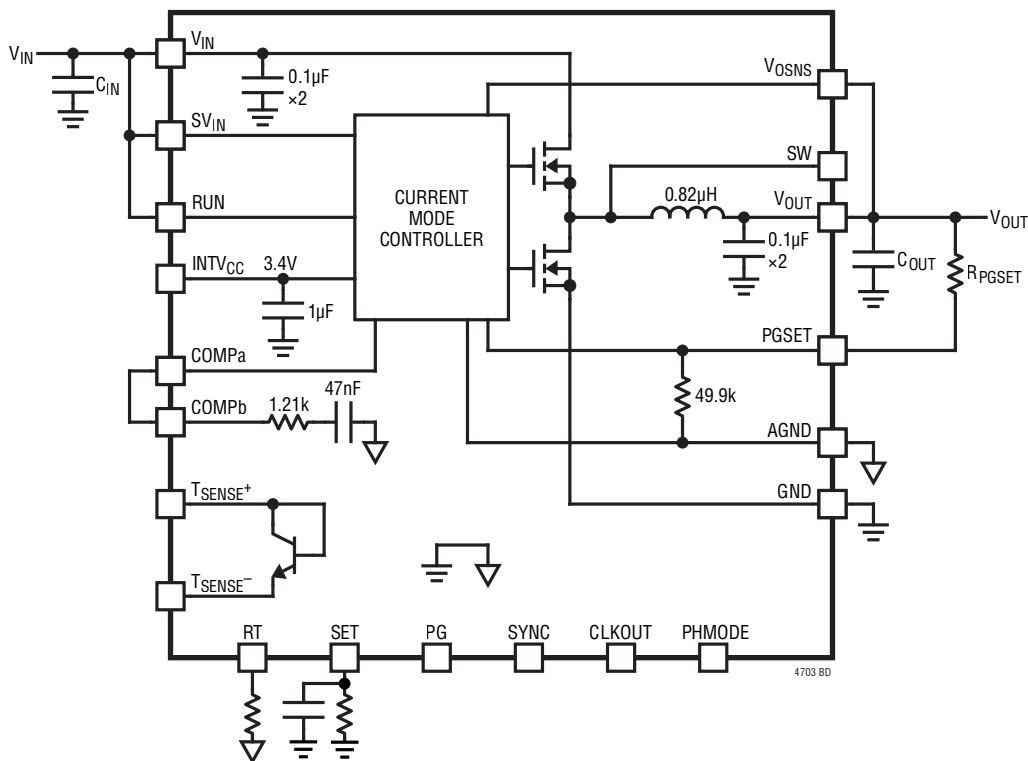 VIN
VIN
CIN
0.1µF
×2
VOSNS
SVIN
SW
RUN
CURRENT
MODE
CONTROLLER
0.82µH
VOUT
VOUT
0.1µF
×2
COUT
RPGSET
INTVCC
3.4V
1µF
PGSET
COMPa
COMPb
1.21k
47nF
49.9k
AGND
TSENSE+
GND
TSENSE–
RT
SET
PG
SYNC
CLKOUT
PHMODE
4703 BD